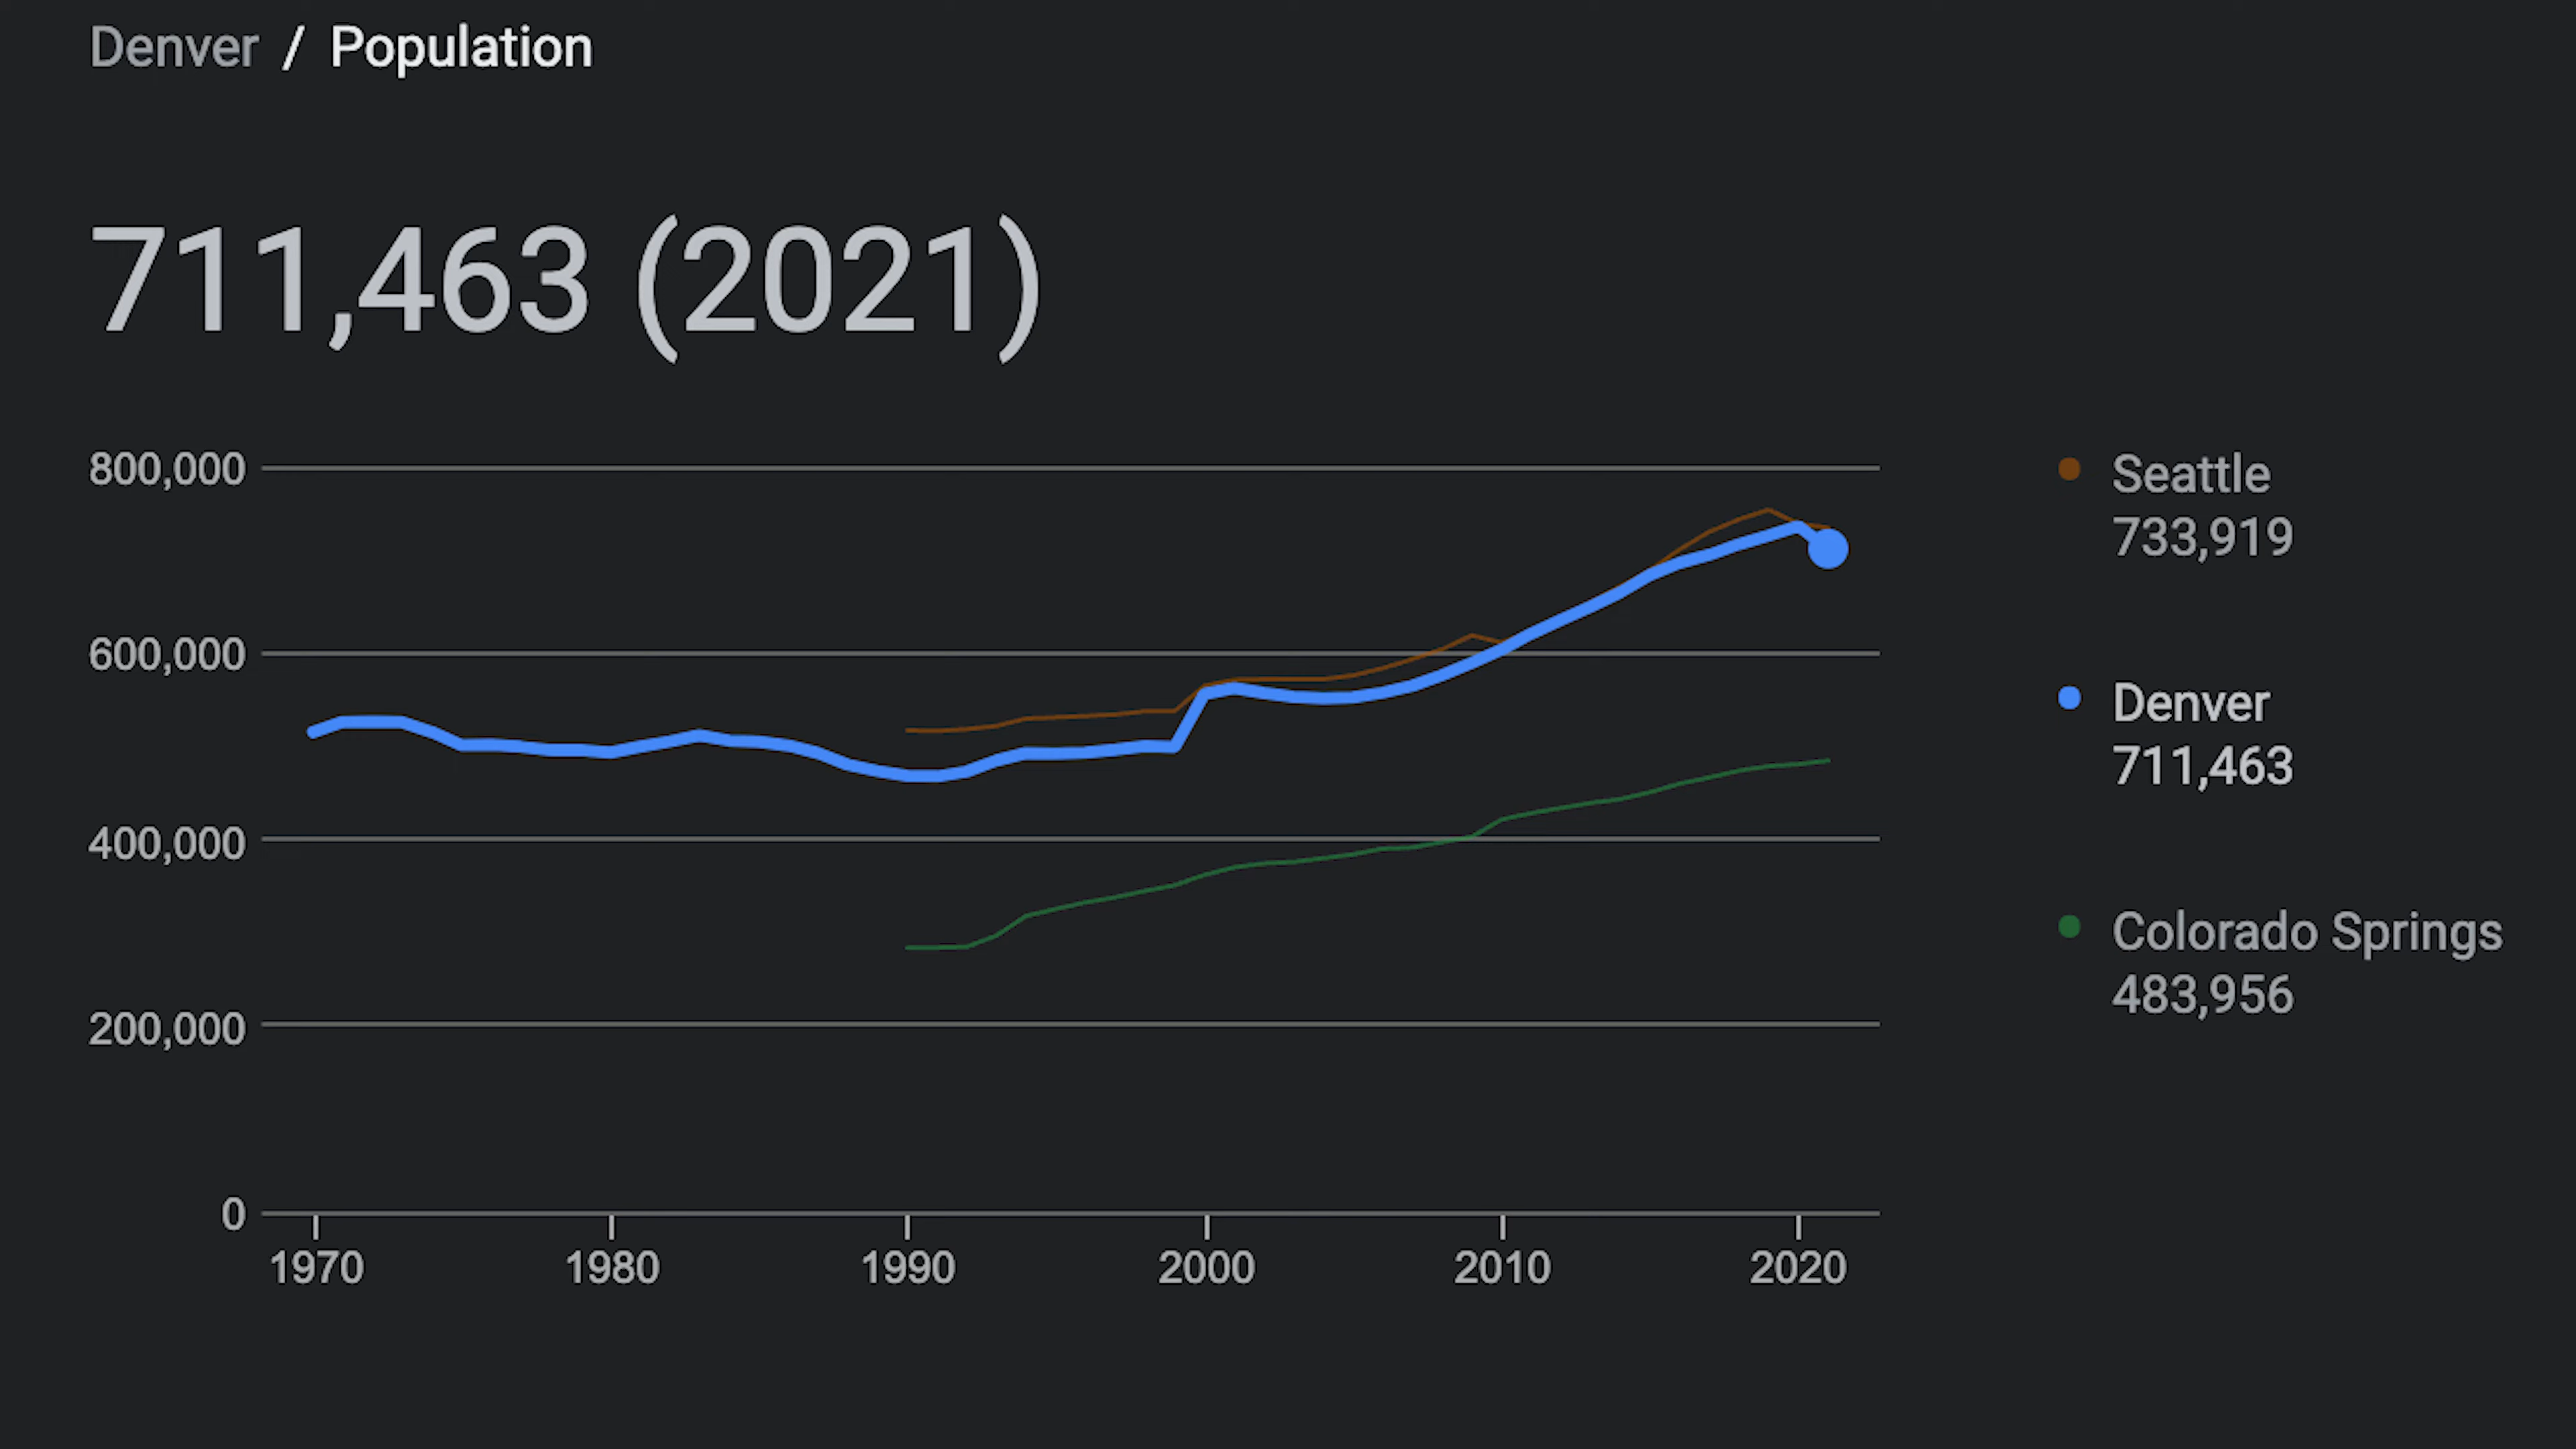 Denver / Population
711,463 (2021)
800,000
600,000
400,000
200,000
0
1970 1980 1990 2000 2010 2020
Seattle
733,919
Denver
711,463
Colorado Springs
483,956